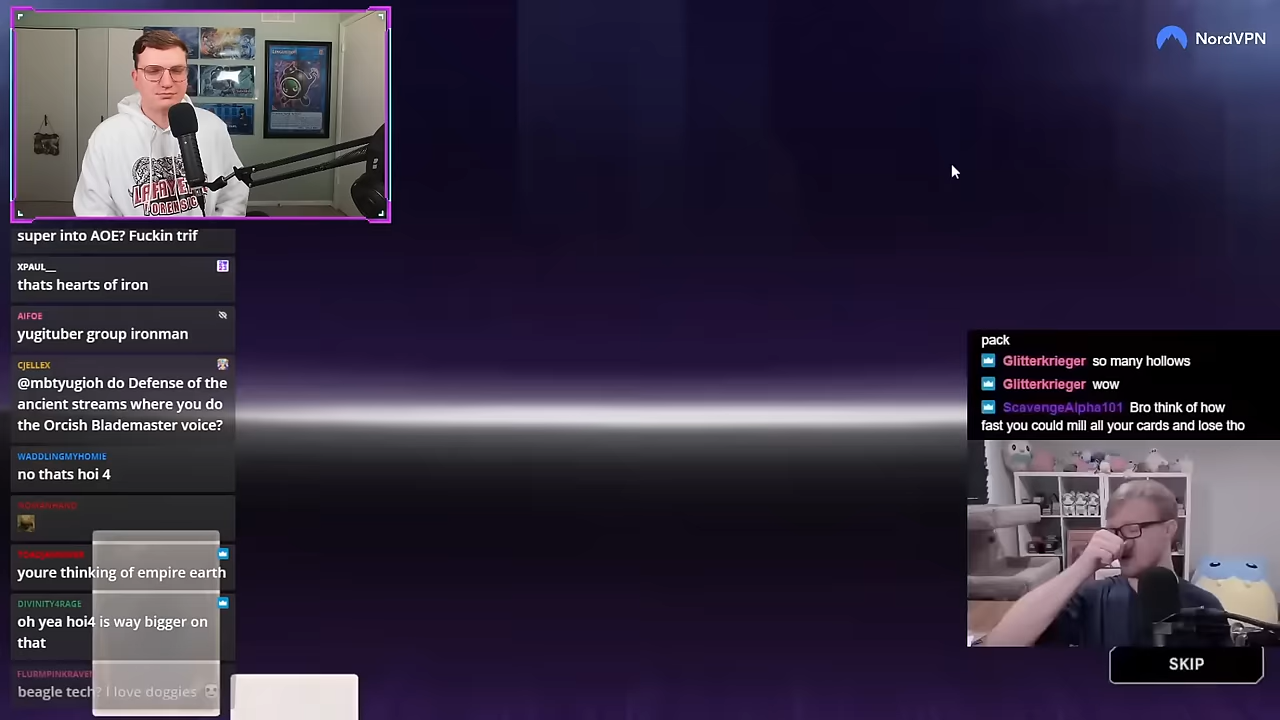 NordVPN
LAFAYETTE
FORENSICS
super into AOE? Fuckin trif
XPAUL__
thats hearts of iron
AIFOE
yugituber group ironman
CJELLEX
@mbtyugioh do Defense of the
ancient streams where you do
the Orcish Blademaster voice?
WADDLINGMYHOMIE
no thats hoi 4
youre thinking of empire earth
DIVINITY4RAGE
oh yea hoi4 is way bigger on
that
FLURMPINKRAVEN
beagle tech? I love doggies
pack
Glitterkrieger so many hollows
Glitterkrieger wow
ScavengeAlpha101 Bro think of how
fast you could mill all your cards and lose tho
SKIP